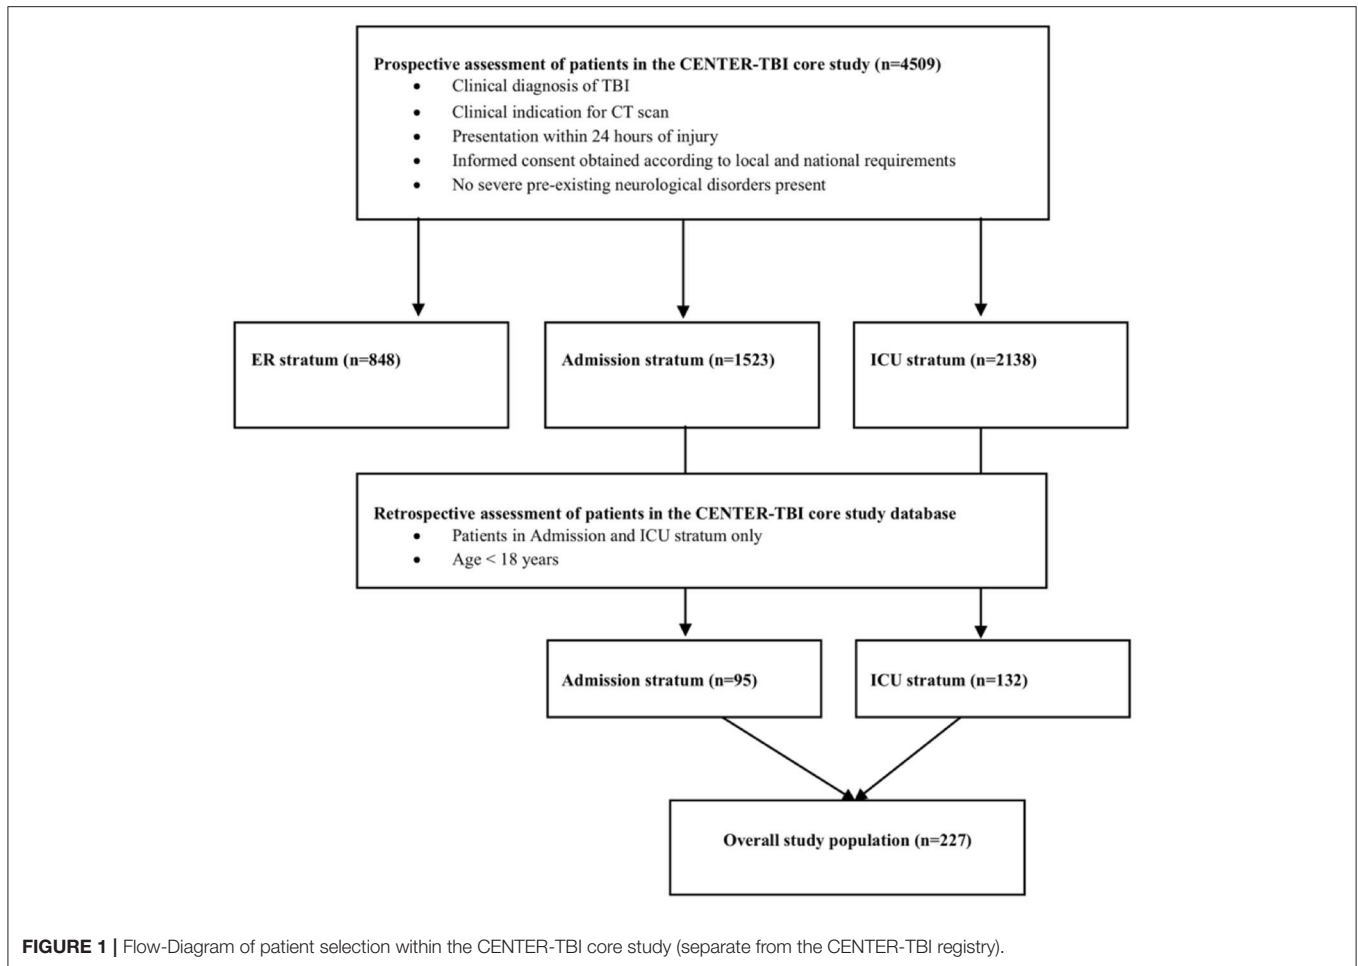 Prospective assessment of patients in the CENTER-TBI core study (n=4509)
• Clinical diagnosis of TBI
• Clinical indication for CT scan
• Presentation within 24 hours of injury
• Informed consent obtained according to local and national requirements
• No severe pre-existing neurological disorders present
ER stratum (n=848)
Admission stratum (n=1523)
ICU stratum (n=2138)
Retrospective assessment of patients in the CENTER-TBI core study database
• Patients in Admission and ICU stratum only
• Age < 18 years
Admission stratum (n=95)
ICU stratum (n=132)
Overall study population (n=227)
FIGURE 1 | Flow-Diagram of patient selection within the CENTER-TBI core study (separate from the CENTER-TBI registry).